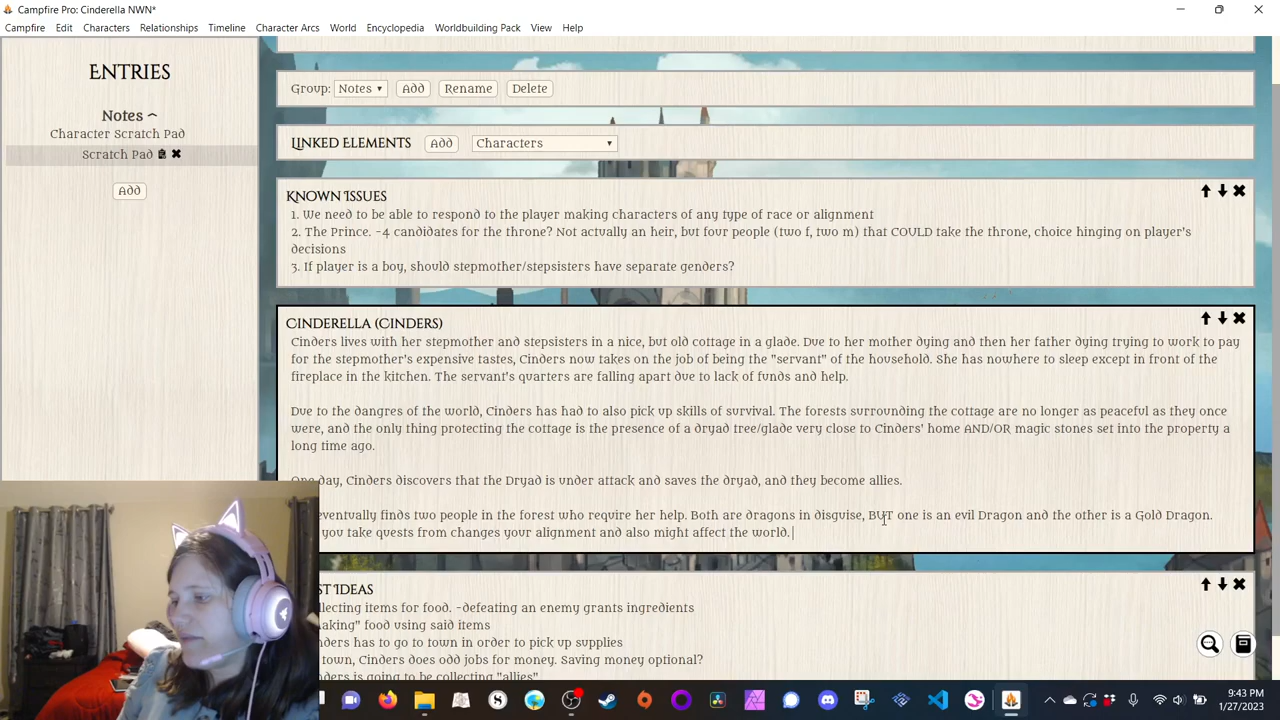 Campfire Pro: Cinderella NWN*
Campfire Edit Characters Relationships Timeline Character Arcs World Encyclopedia Worldbuilding Pack View Help
Entries
Notes
Character Scratch Pad
Scratch Pad
Add
Group: Notes Add Rename Delete
Linked Elements Add Characters
Known Issues
1. We need to be able to respond to the player making characters of any type of race or alignment
2. The Prince. -4 candidates for the throne? Not actually an heir, but four people (two f, two m) that COULD take the throne, choice hinging on player's
decisions
3. If player is a boy, should stepmother/stepsisters have separate genders?
Cinderella (Cinders)
Cinders lives with her stepmother and stepsisters in a nice, but old cottage in a glade. Due to her mother dying and then her father dying trying to work to pay
for the stepmother's expensive tastes, Cinders now takes on the job of being the "servant" of the household. She has nowhere to sleep except in front of the
fireplace in the kitchen. The servant's quarters are falling apart due to lack of funds and help.
Due to the dangres of the world, Cinders has had to also pick up skills of survival. The forests surrounding the cottage are no longer as peaceful as they once
were, and the only thing protecting the cottage is the presence of a dryad tree/glade very close to Cinders' home AND/OR magic stones set into the property a
long time ago.
One day, Cinders discovers that the Dryad is under attack and saves the dryad, and they become allies.
eventually finds two people in the forest who require her help. Both are dragons in disguise, BUT one is an evil Dragon and the other is a Gold Dragon.
you take quests from changes your alignment and also might affect the world.
Ideas
food. -defeating an enemy grants ingredients
food using said items
has to go to town in order to pick up supplies
town, Cinders does odd jobs for money. Saving money optional?
is going to be collecting "allies"
9:43 PM
1/27/2023